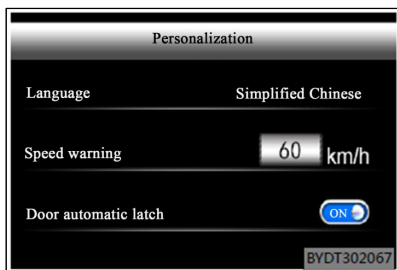 Personalization
Language Simplified Chinese
Speed warning 60 km/h
Door automatic latch ON
BYDT302067